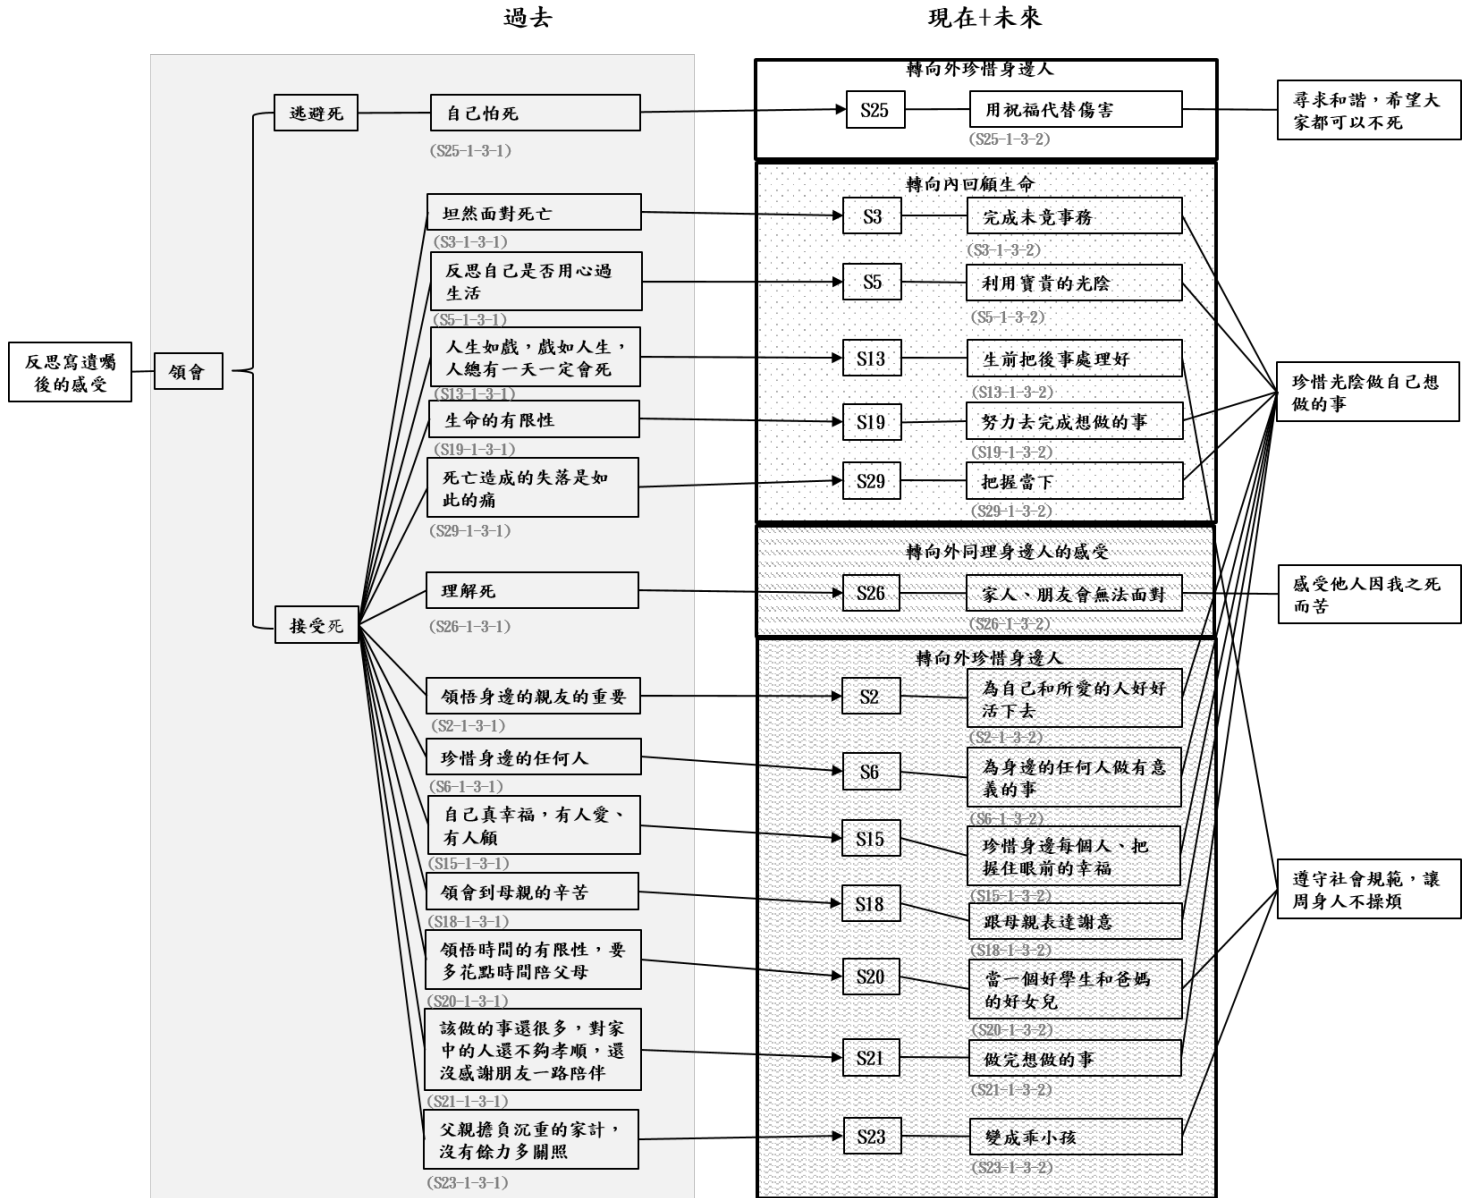 過去
現在+未來
轉向外珍惜身邊人
逃避死
自己怕死
(S25-1-3-1)
S25
用祝福代替傷害
(S25-1-3-2)
尋求和諧，希望大
家都可以不死
轉向內回顧生命
坦然面對死亡
(S3-1-3-1)
S3
完成未竟事務
(S3-1-3-2)
反思自己是否用心過
生活
(S5-1-3-1)
S5
利用寶貴的光陰
(S5-1-3-2)
反思寫遺囑
後的感受
領會
人生如戲，戲如人生，
人總有一天一定會死
(S13-1-3-1)
S13
生前把後事處理好
(S13-1-3-2)
珍惜光陰做自己想
做的事
生命的有限性
(S19-1-3-1)
S19
努力去完成想做的事
(S19-1-3-2)
死亡造成的失落是如
此的痛
(S29-1-3-1)
S29
把握當下
(S29-1-3-2)
轉向外同理身邊人的感受
接受死
理解死
(S26-1-3-1)
S26
家人、朋友會無法面對
(S26-1-3-2)
感受他人因我之死
而苦
轉向外珍惜身邊人
領悟身邊的親友的重要
(S2-1-3-1)
S2
為自己和所愛的人好好
活下去
(S2-1-3-2)
珍惜身邊的任何人
(S6-1-3-1)
S6
為身邊的任何人做有意
義的事
(S6-1-3-2)
自己真幸福，有人愛、
有人顧
(S15-1-3-1)
S15
珍惜身邊每個人、把
握住眼前的幸福
(S15-1-3-2)
領會到母親的辛苦
(S18-1-3-1)
S18
跟母親表達謝意
(S18-1-3-2)
遵守社會規範，讓
周身人不操煩
領悟時間的有限性，要
多花點時間陪父母
(S20-1-3-1)
S20
當一個好學生和爸媽
的好女兒
(S20-1-3-2)
該做的事還很多，對家
中的人還不夠孝順，還
沒感謝朋友一路陪伴
(S21-1-3-1)
S21
做完想做的事
(S21-1-3-2)
父親擔負沉重的家計，
沒有餘力多關照
(S23-1-3-1)
S23
變成乖小孩
(S23-1-3-2)